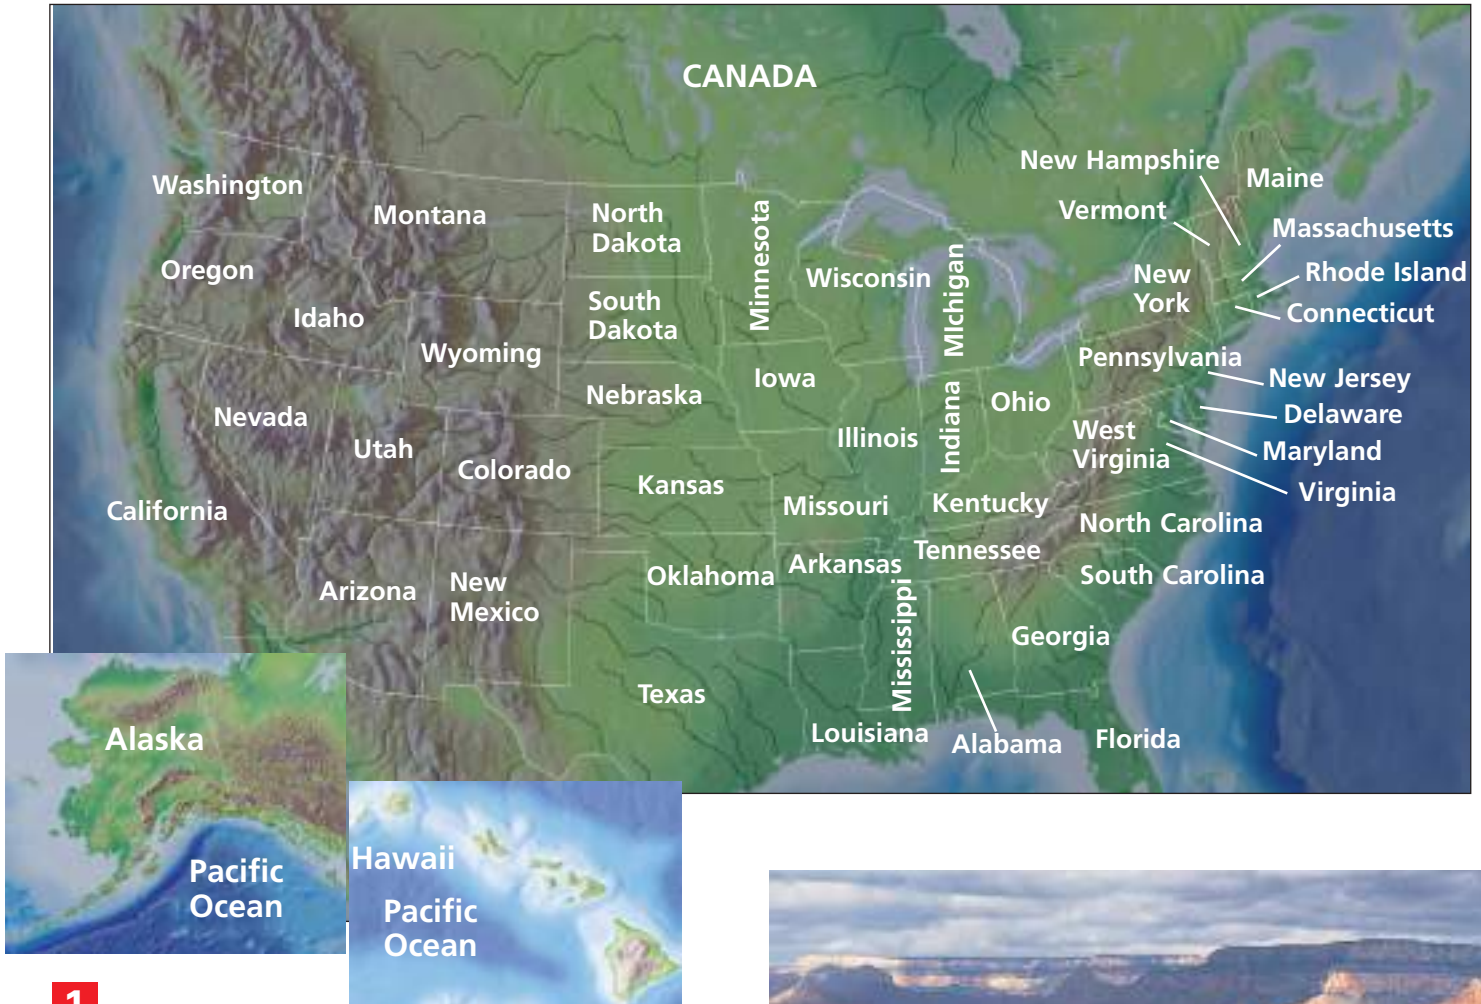 CANADA
New Hampshire
Maine
Washington
Montana
North
Dakota
Minnesota
Vermont
Massachusetts
Oregon
Wisconsin
MIchigan
New
York
Rhode Island
Idaho
South
Dakota
Connecticut
Wyoming
Pennsylvania
Nebraska
Iowa
New Jersey
Nevada
Indiana
Ohio
Delaware
Utah
Illinois
West
Virginia
Maryland
Colorado
Kansas
Virginia
California
Missouri
Kentucky
North Carolina
Arizona
New
Mexico
Oklahoma
Arkansas
Tennessee
South Carolina
Mississippi
Georgia
Texas
Louisiana
Alabama
Florida
Alaska
Pacific
Ocean
Hawaii
Pacific
Ocean
1